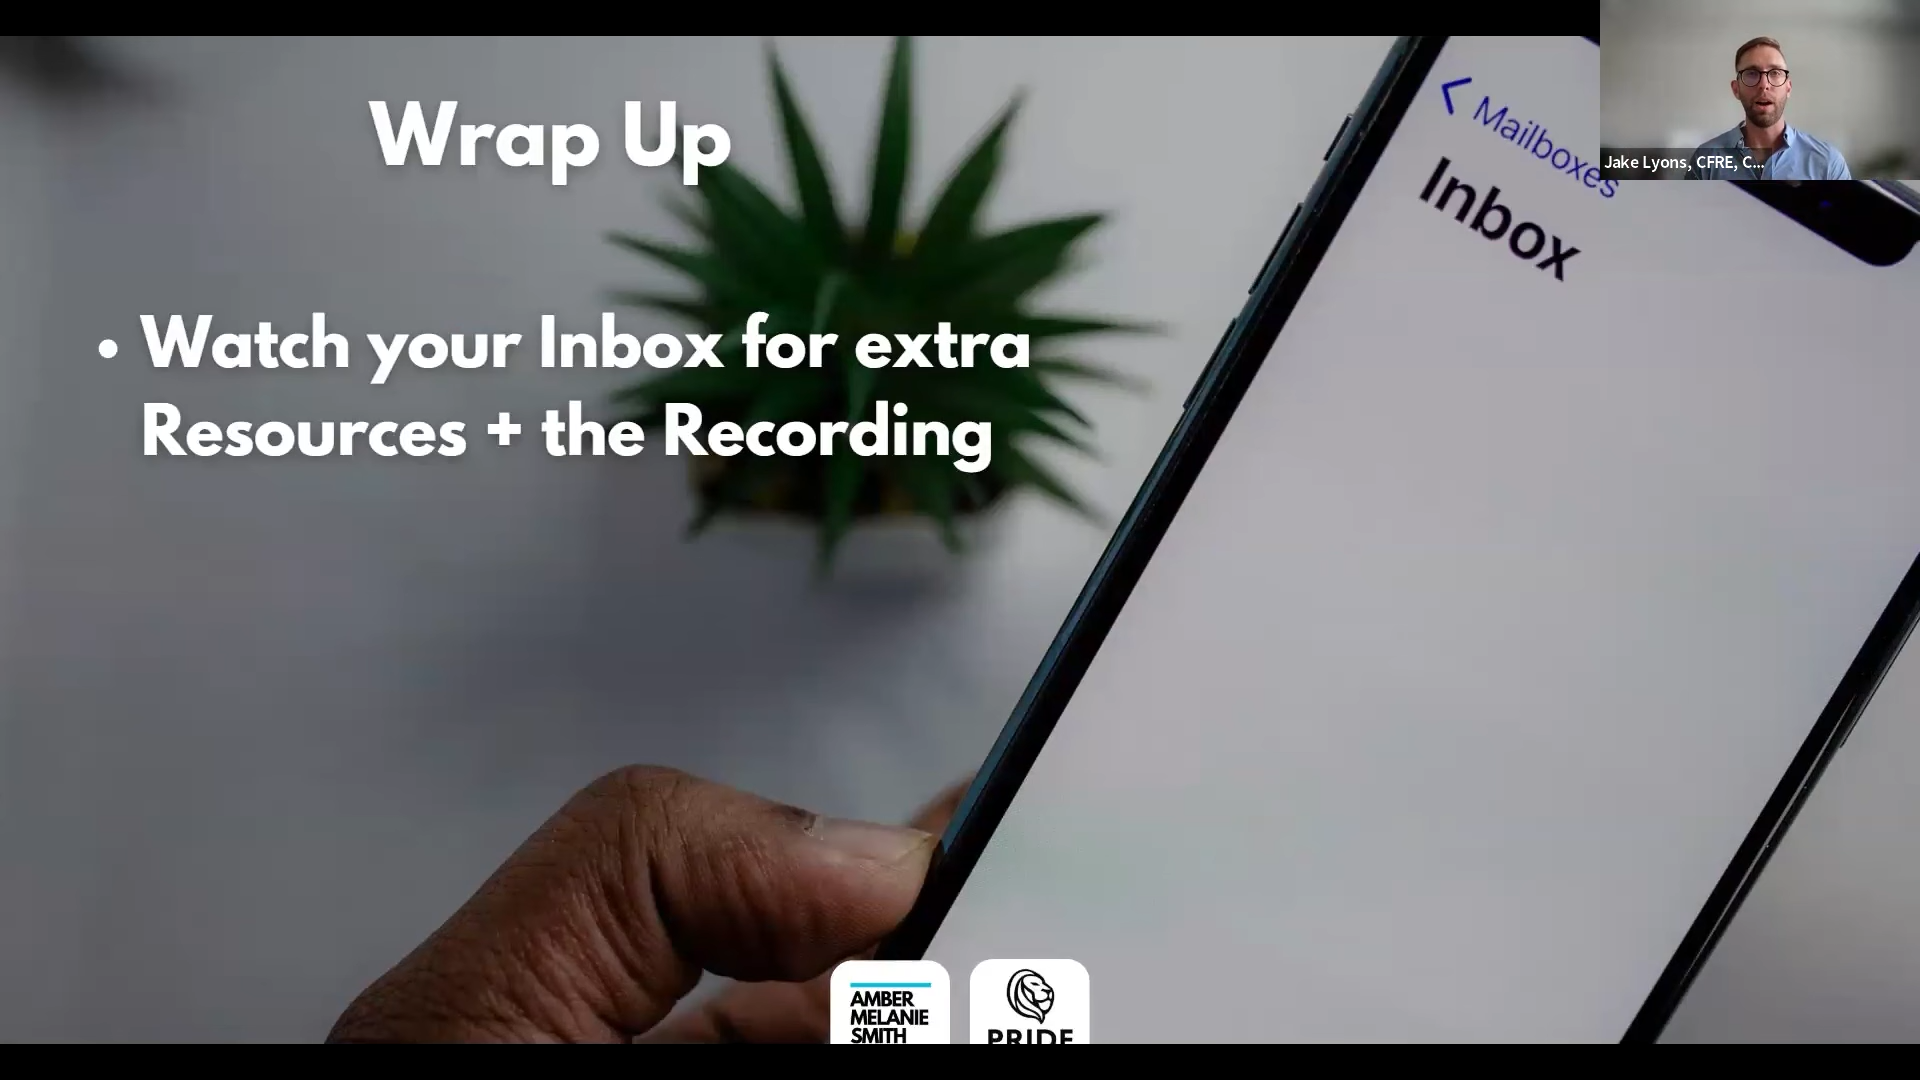 Wrap Up
• Watch your Inbox for extra
Resources + the Recording
Mailboxes
Inbox
Jake Lyons, CFRE, C...
AMBER
MELANIE
SMITH
PRIDE